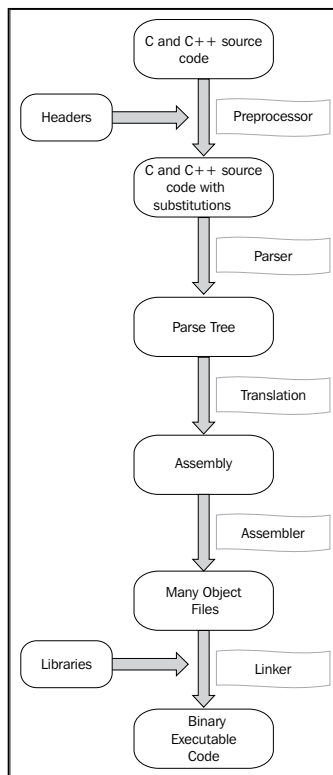 C and C++ source
code
Headers
Preprocessor
C and C++ source
code with
substitutions
Parser
Parse Tree
Translation
Assembly
Assembler
Many Object
Files
Libraries
Linker
Binary
Executable
Code